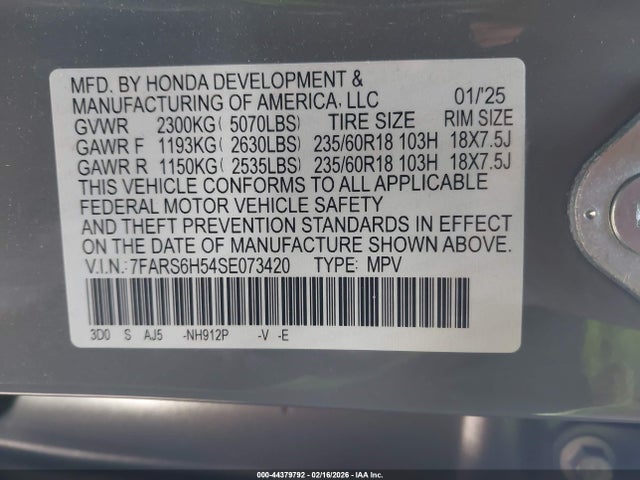 MFD. BY HONDA DEVELOPMENT &
MANUFACTURING OF AMERICA, LLC 01/'25
GVWR 2300KG ( 5070LBS) TIRE SIZE RIM SIZE
GAWR F 1193KG ( 2630LBS) 235/60R18 103H 18X7.5J
GAWR R 1150KG ( 2535LBS) 235/60R18 103H 18X7.5J
THIS VEHICLE CONFORMS TO ALL APPLICABLE
FEDERAL MOTOR VEHICLE SAFETY
AND THEFT PREVENTION STANDARDS IN EFFECT
ON THE DATE OF MANUFACTURE SHOWN ABOVE.
V.I.N.: 7FARS6H54SE073420 TYPE: MPV
3D0 S AJ5 -NH912P -V -E
000-44379792 - 02/16/2026 - IAA Inc.